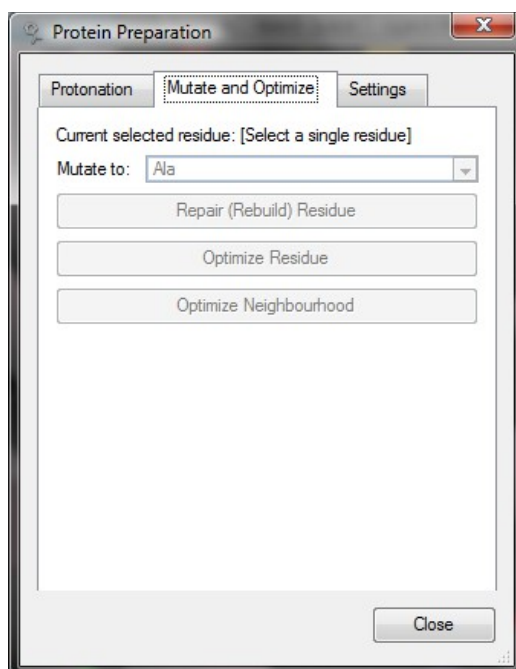 Protein Preparation
Protonation Mutate and Optimize Settings
Current selected residue: [Select a single residue]
Mutate to: Ala
Repair (Rebuild) Residue
Optimize Residue
Optimize Neighbourhood
Close